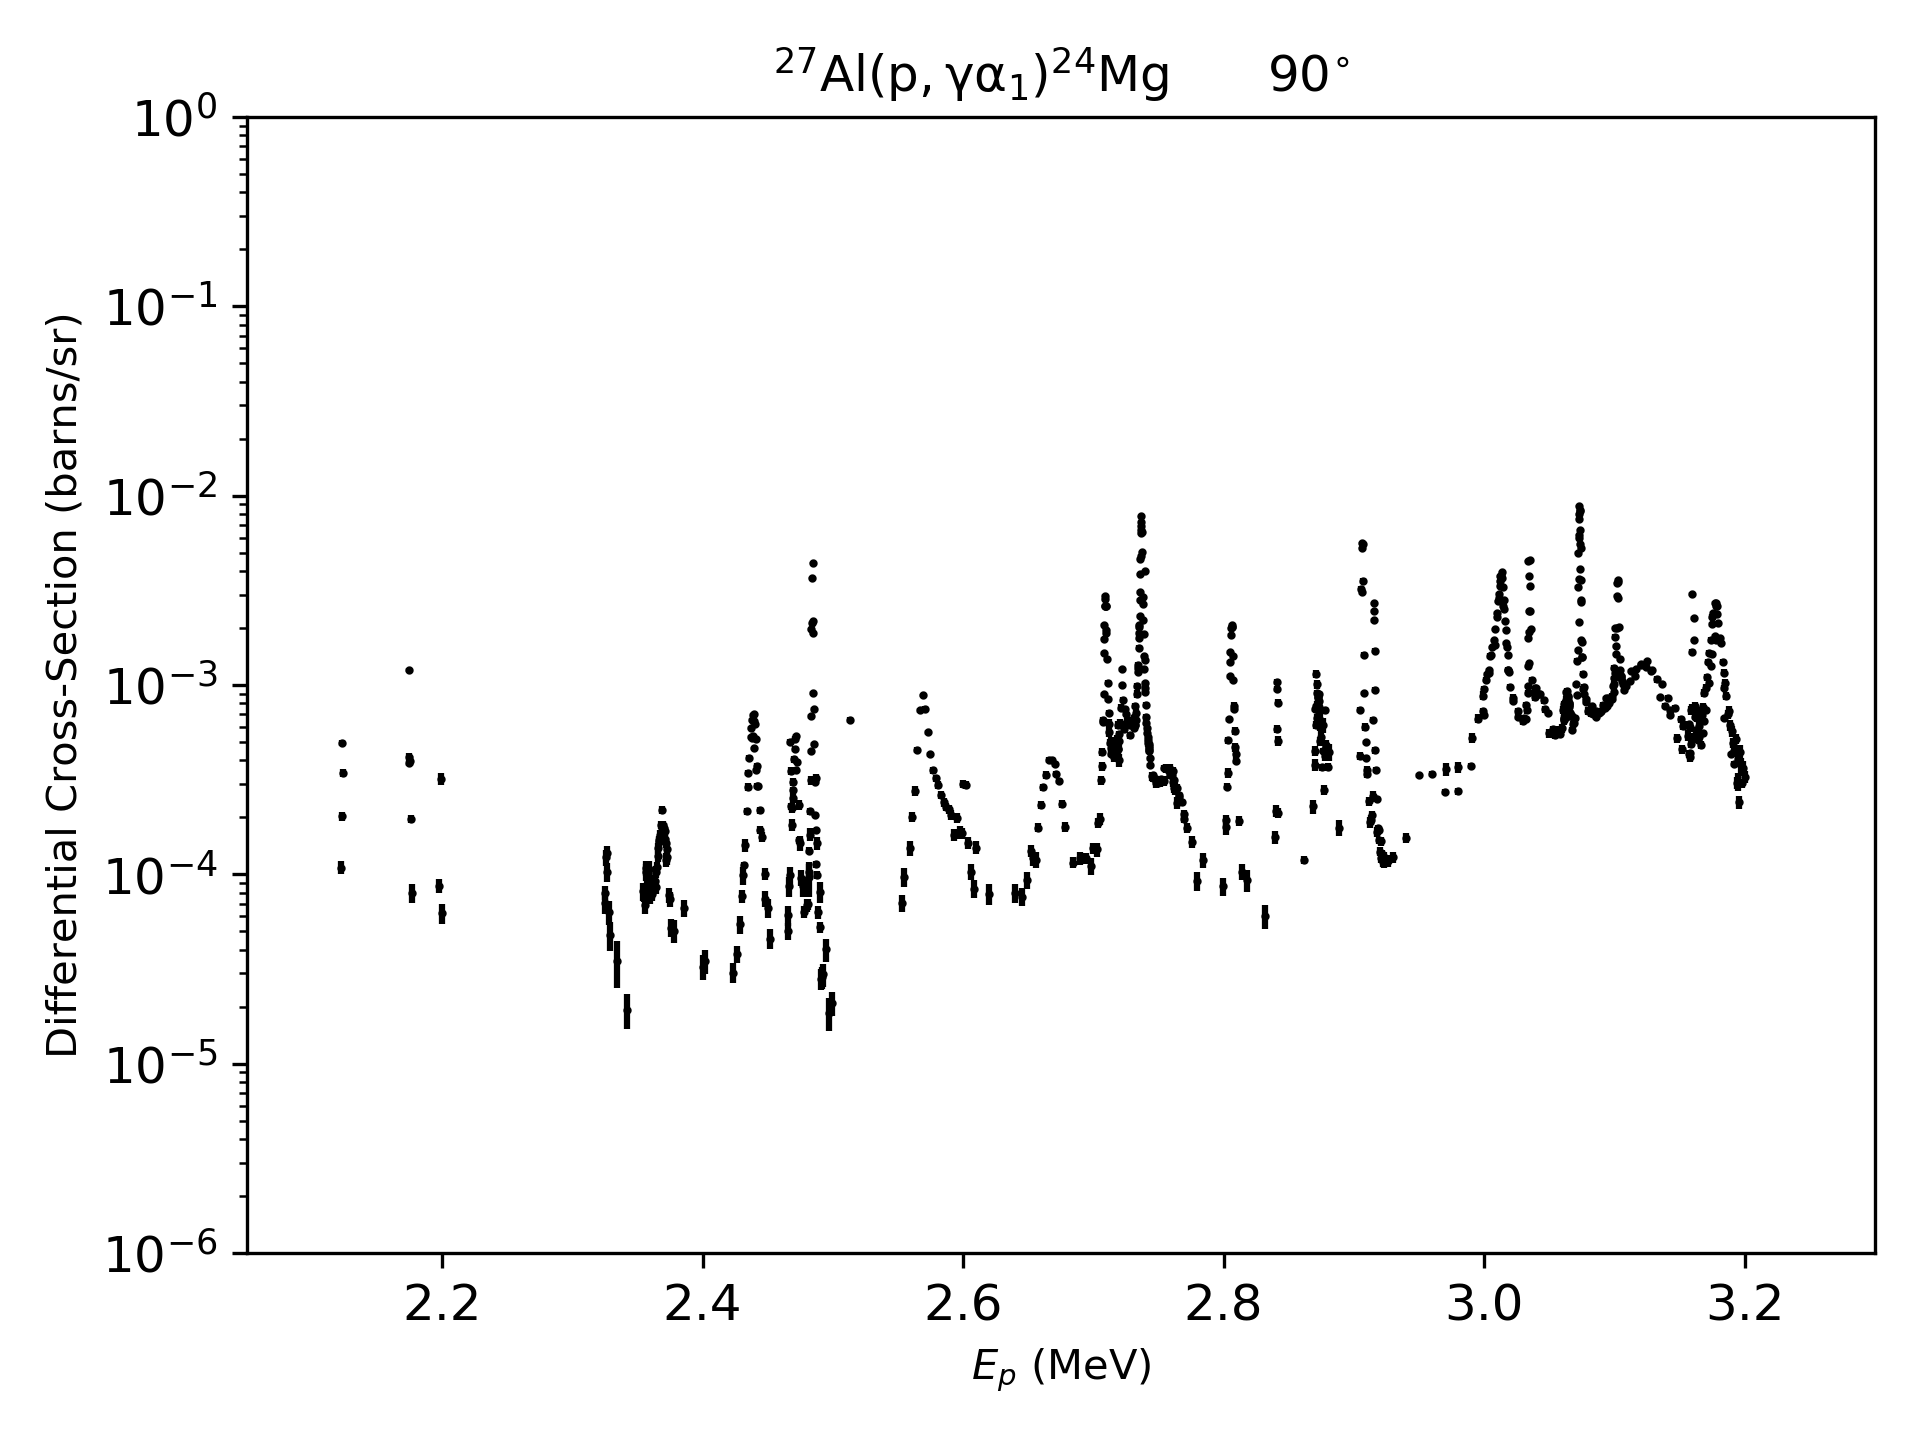 ²⁷Al(p, γα₁)²⁴Mg 90°
10⁰
10⁻¹
10⁻²
10⁻³
10⁻⁴
10⁻⁵
10⁻⁶
Differential Cross-Section (barns/sr)
2.2 2.4 2.6 2.8 3.0 3.2
Eₚ (MeV)